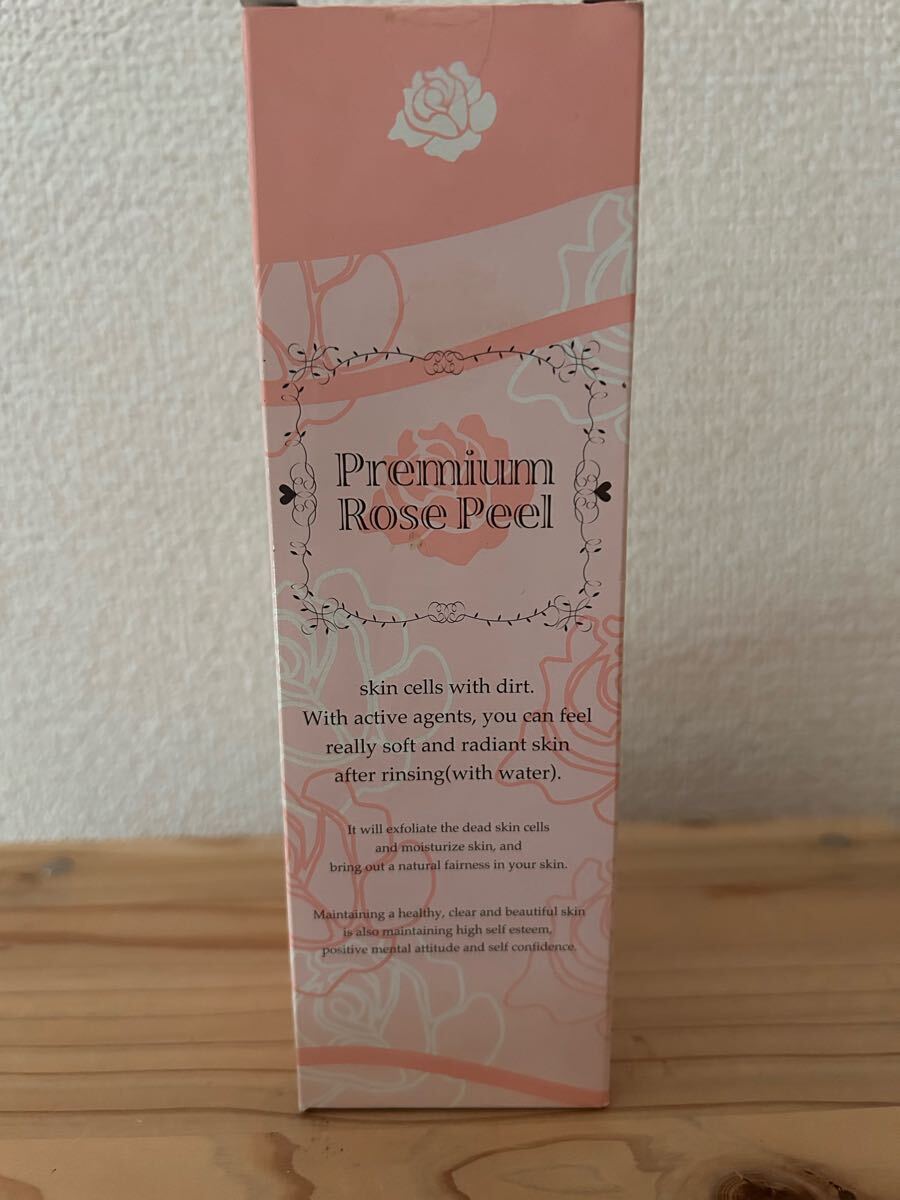 Premium
Rose Peel
skin cells with dirt.
With active agents, you can feel
really soft and radiant skin
after rinsing(with water).
It will exfoliate the dead skin cells
and moisturize skin, and
bring out a natural fairness in your skin.
Maintaining a healthy, clear and beautiful skin
is also maintaining high self esteem,
positive mental attitude and self confidence.